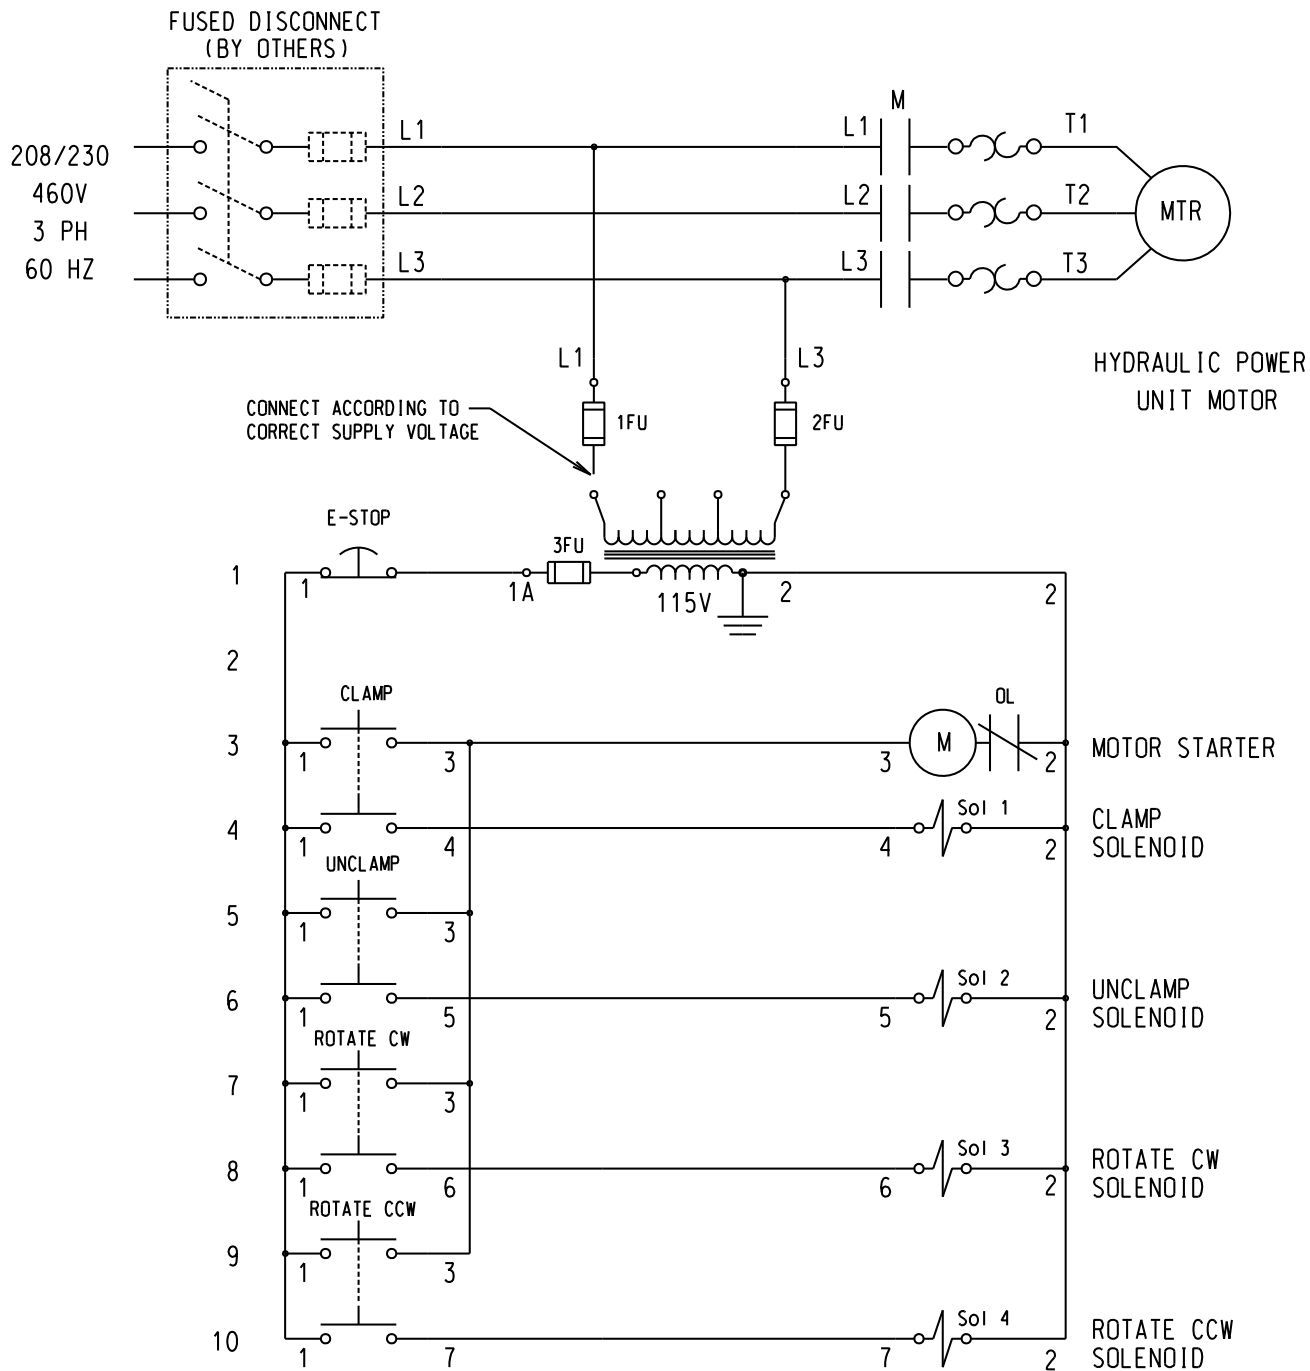 FUSED DISCONNECT
(BY OTHERS)
208/230
460V
3 PH
60 HZ
L1
L2
L3
M
L1
L2
L3
T1
T2
T3
MTR
HYDRAULIC POWER
UNIT MOTOR
L1
L3
CONNECT ACCORDING TO
CORRECT SUPPLY VOLTAGE
1FU
2FU
E-STOP
3FU
1
1
1A
115V
2
2
2
CLAMP
OL
3
1
3
3
M
2
MOTOR STARTER
4
1
4
4
Sol 1
2
CLAMP
SOLENOID
UNCLAMP
5
1
3
6
1
5
5
Sol 2
2
UNCLAMP
SOLENOID
ROTATE CW
7
1
3
8
1
6
6
Sol 3
2
ROTATE CW
SOLENOID
ROTATE CCW
9
1
3
10
1
7
7
Sol 4
2
ROTATE CCW
SOLENOID